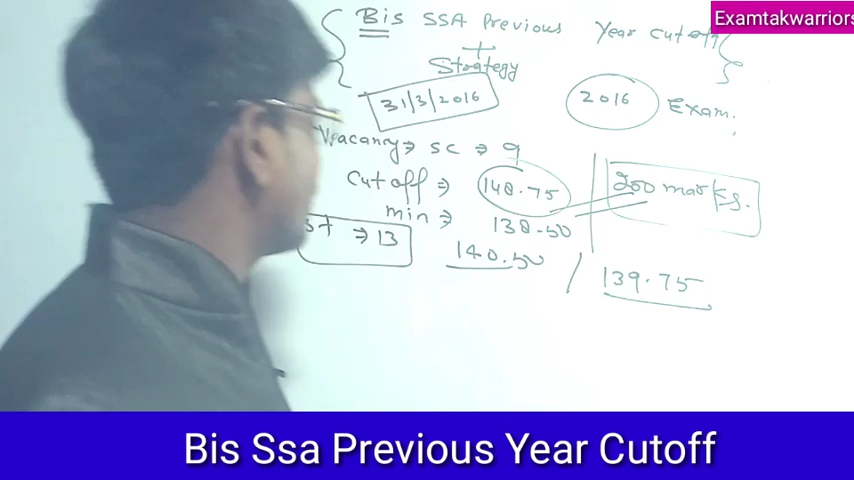 Examtakwarriors
Bis SSA Previous Year cutoff
+
Strategy
31/3/2016 2016 Exam.
Vacancy ⇒ SC ⇒ 9
cutoff ⇒ 148.75 200 marks.
min ⇒ 138.50
ST ⇒ 13 140.50 / 139.75
Bis Ssa Previous Year Cutoff